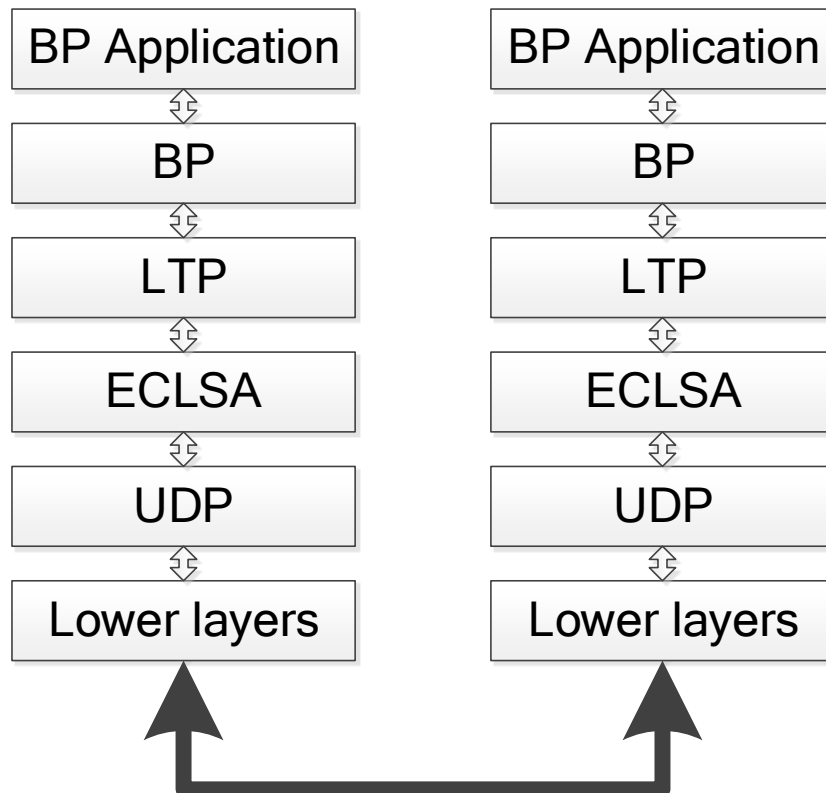 BP Application BP Application
BP BP
LTP LTP
ECLSA ECLSA
UDP UDP
Lower layers Lower layers